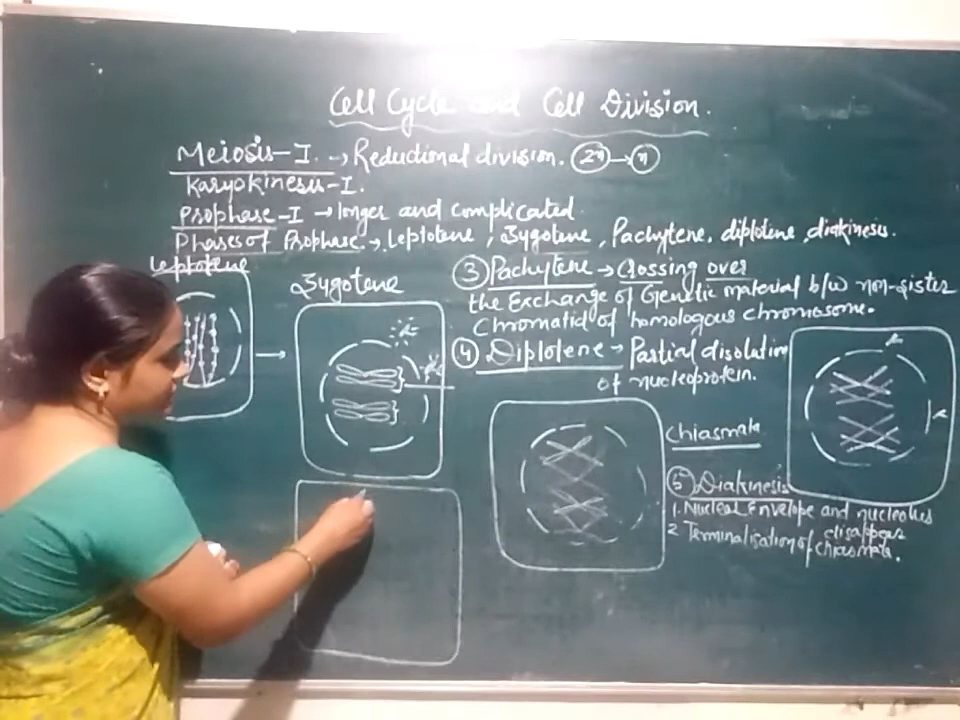 Cell Cycle and Cell Division.
Meiosis-I. → Reductional division. 2n → n
Karyokinesis-I.
Prophase-I → longer and complicated.
Phases of Prophase → Leptotene, Zygotene, Pachytene, diplotene, diakinesis.
Leptotene
Zygotene
③ Pachytene → Crossing over
the Exchange of Genetic material b/w non-sister
Chromatid of homologous chromosome.
④ Diplotene → Partial disolution
of nucleoprotein.
Chiasmata
⑤ Diakinesis
1. Nuclear Envelope and nucleolus
disappear
2 Terminalisation of chiasmata.